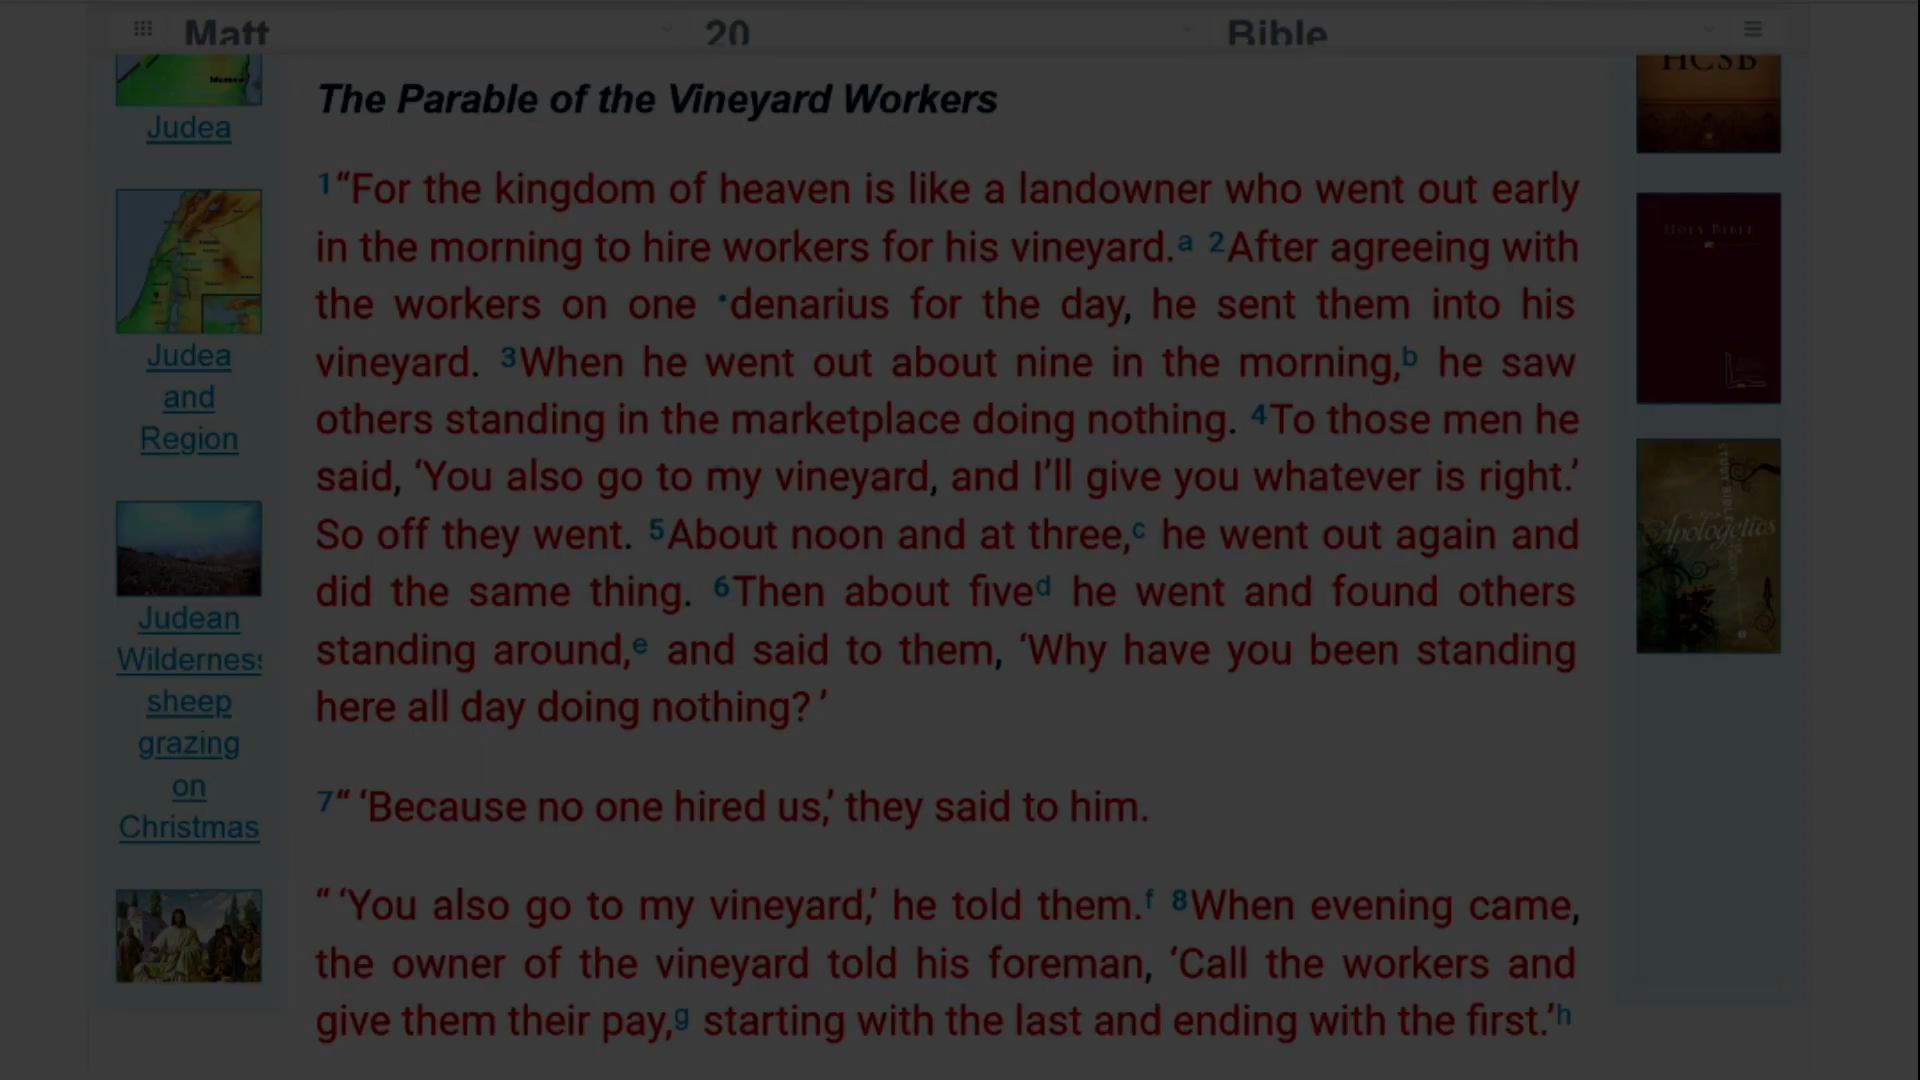 Matt 20 Bible
Judea
Judea
and
Region
Judean
Wilderness
sheep
grazing
on
Christmas
The Parable of the Vineyard Workers
1“For the kingdom of heaven is like a landowner who went out early
in the morning to hire workers for his vineyard.a 2After agreeing with
the workers on one •denarius for the day, he sent them into his
vineyard. 3When he went out about nine in the morning,b he saw
others standing in the marketplace doing nothing. 4To those men he
said, ‘You also go to my vineyard, and I’ll give you whatever is right.’
So off they went. 5About noon and at three,c he went out again and
did the same thing. 6Then about fived he went and found others
standing around,e and said to them, ‘Why have you been standing
here all day doing nothing? ’
7“ ‘Because no one hired us,’ they said to him.
“ ‘You also go to my vineyard,’ he told them.f 8When evening came,
the owner of the vineyard told his foreman, ‘Call the workers and
give them their pay,g starting with the last and ending with the first.’h
HCSB
HOLY BIBLE
Apologetics
STUDY BIBLE